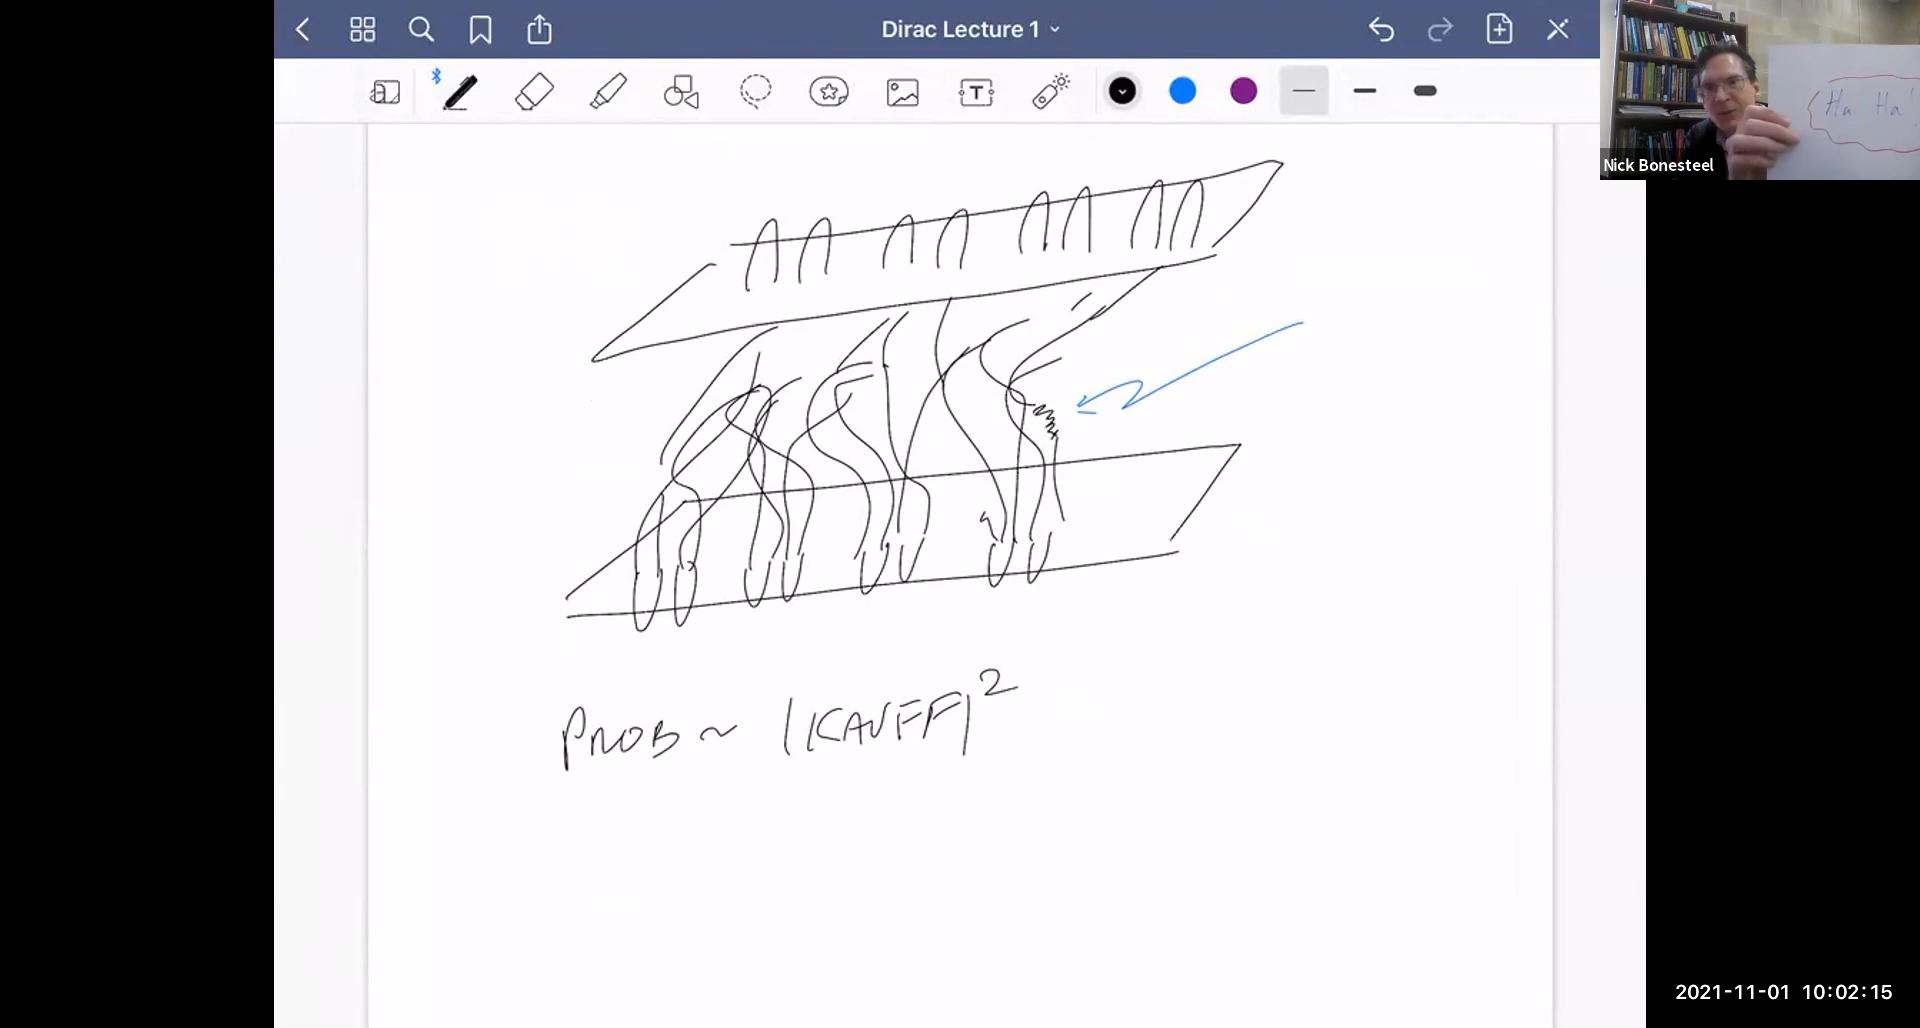 Dirac Lecture 1
T
Ha Ha!
Nick Bonesteel
PROB ~ |KAUFF|²
2021-11-01 10:02:15